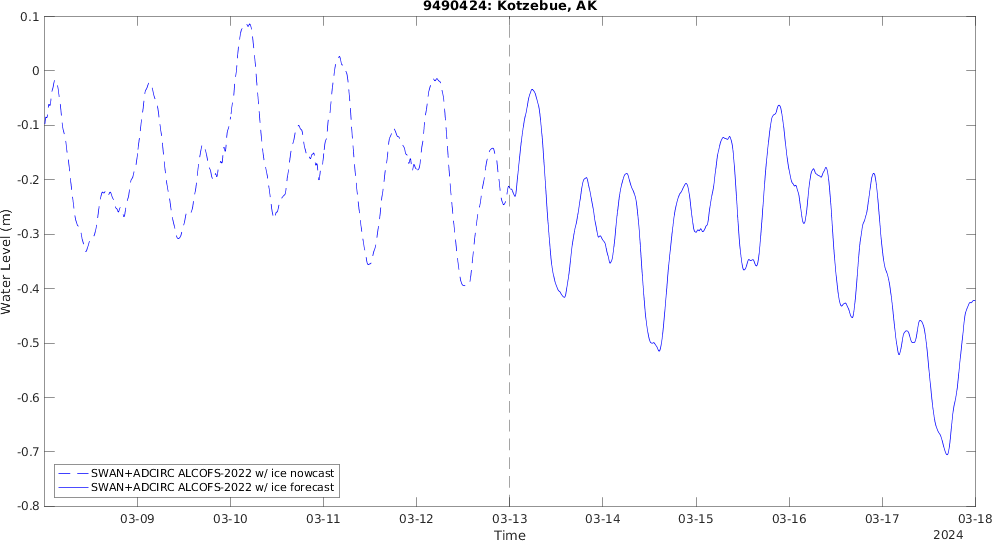 9490424: Kotzebue, AK
0.1
0
-0.1
-0.2
-0.3
-0.4
-0.5
-0.6
-0.7
-0.8
Water Level (m)
SWAN+ADCIRC ALCOFS-2022 w/ ice nowcast
SWAN+ADCIRC ALCOFS-2022 w/ ice forecast
03-09 03-10 03-11 03-12 03-13 03-14 03-15 03-16 03-17 03-18
Time
2024